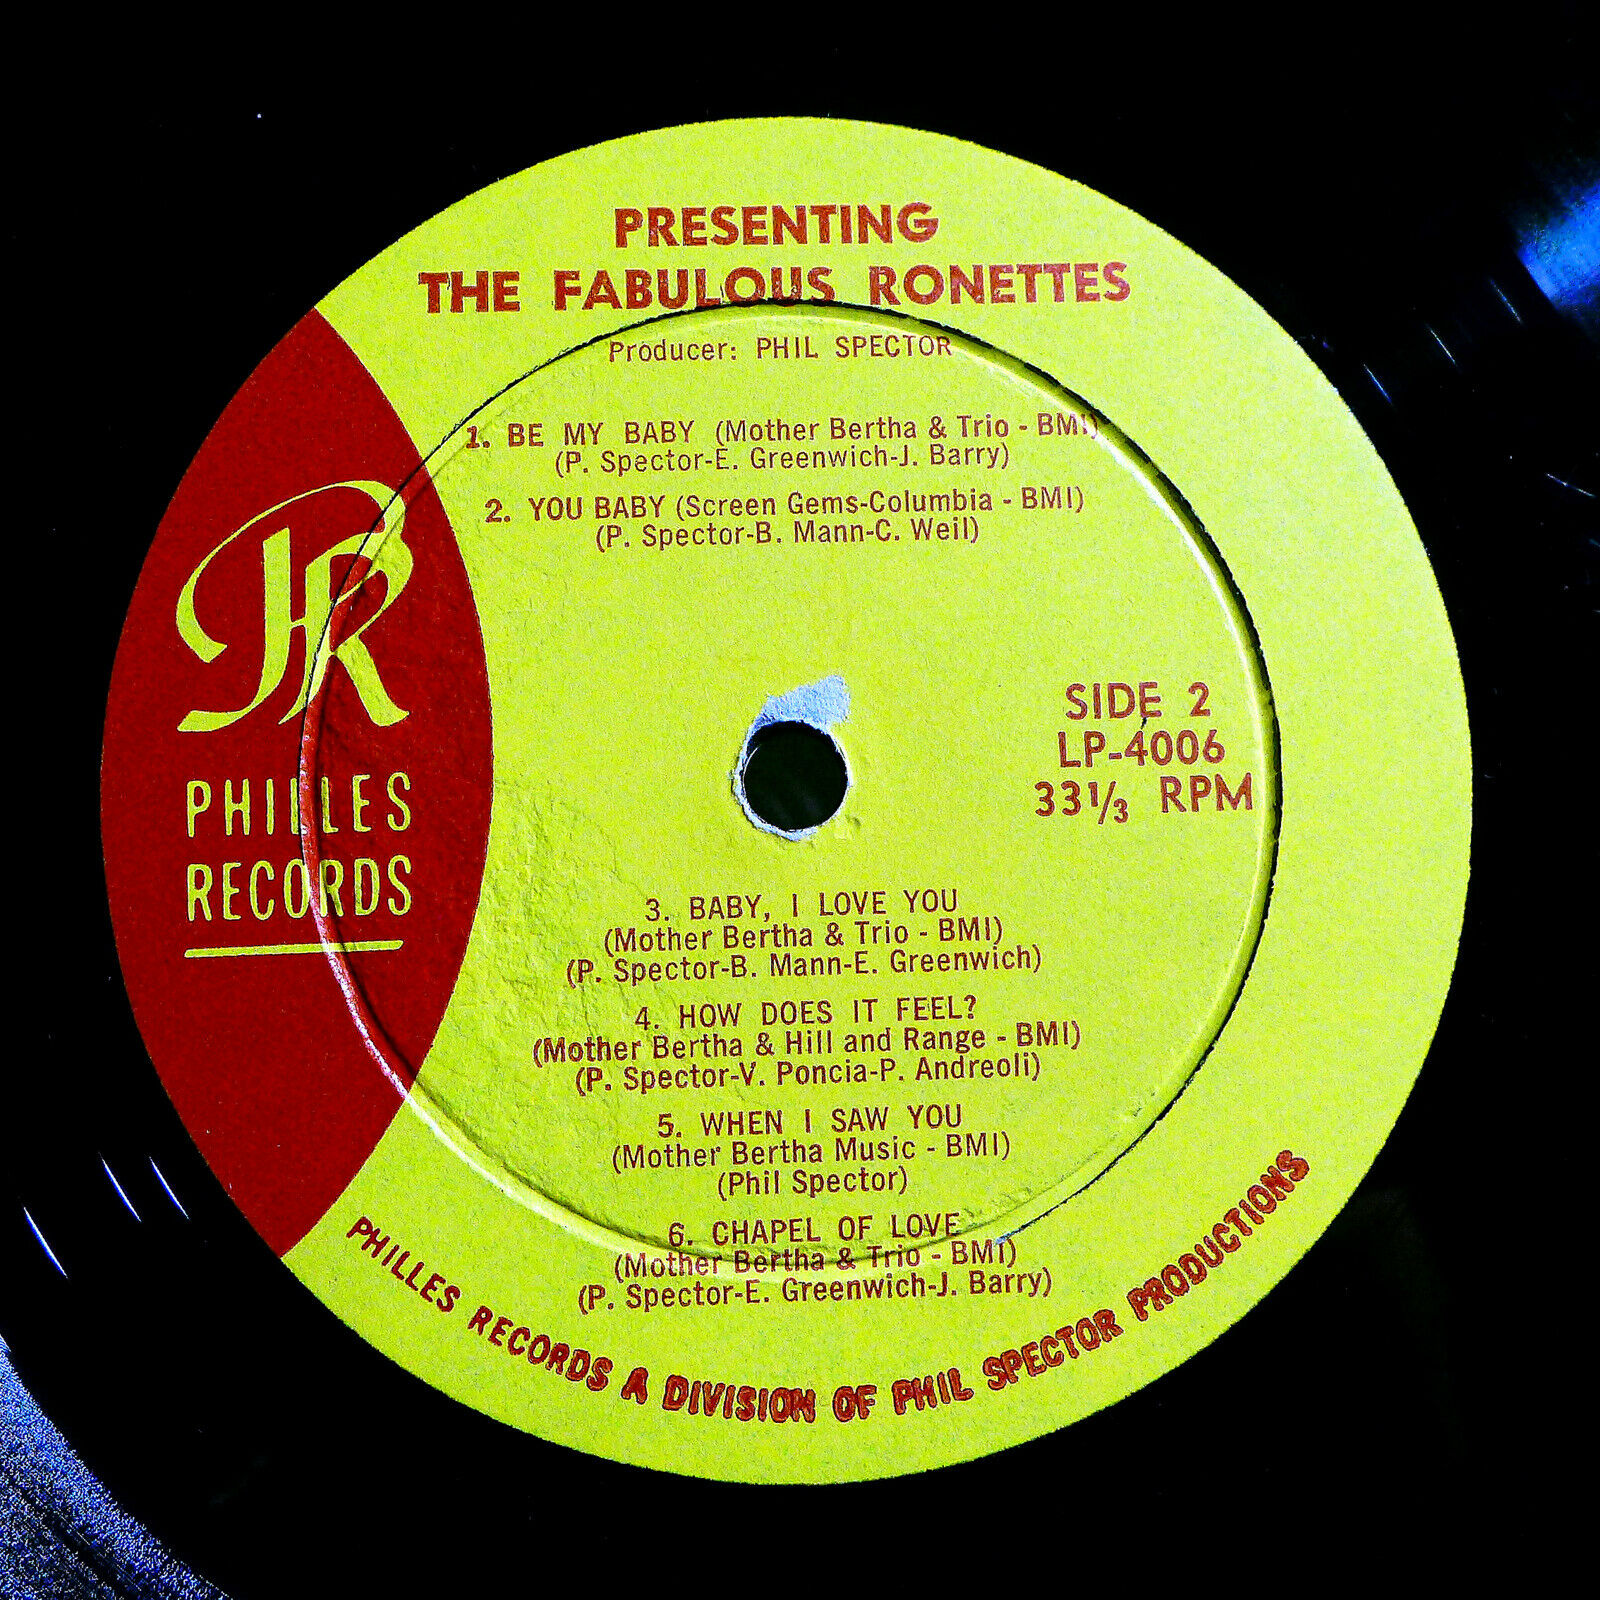 PRESENTING
THE FABULOUS RONETTES
Producer: PHIL SPECTOR
1. BE MY BABY (Mother Bertha & Trio - BMI)
(P. Spector-E. Greenwich-J. Barry)
2. YOU BABY (Screen Gems-Columbia - BMI)
(P. Spector-B. Mann-C. Weil)
PR
PHILLES
RECORDS
SIDE 2
LP-4006
33 1/3 RPM
3. BABY, I LOVE YOU
(Mother Bertha & Trio - BMI)
(P. Spector-B. Mann-E. Greenwich)
4. HOW DOES IT FEEL?
(Mother Bertha & Hill and Range - BMI)
(P. Spector-V. Poncia-P. Andreoli)
5. WHEN I SAW YOU
(Mother Bertha Music - BMI)
(Phil Spector)
6. CHAPEL OF LOVE
(Mother Bertha & Trio - BMI)
(P. Spector-E. Greenwich-J. Barry)
PHILLES RECORDS A DIVISION OF PHIL SPECTOR PRODUCTIONS